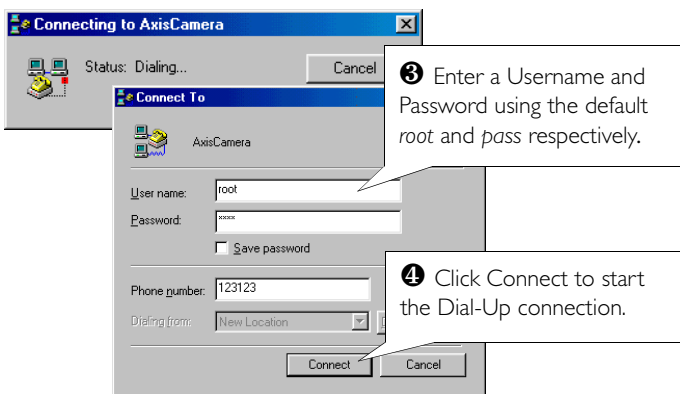 Connecting to AxisCamera
Status: Dialing...
Cancel
❸ Enter a Username and
Password using the default
root and pass respectively.
Connect To
AxisCamera
User name:
root
Password:
××××
Save password
Phone number:
123123
Dialing from:
New Location
❹ Click Connect to start
the Dial-Up connection.
Connect
Cancel